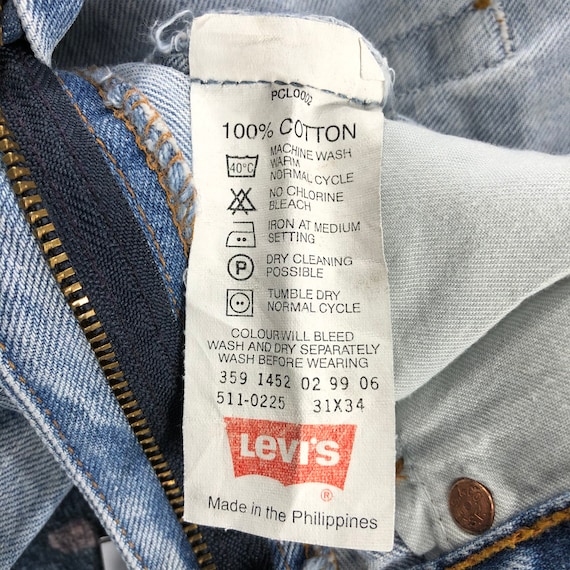 PCLO002
100% COTTON
40°C MACHINE WASH
WARM
NORMAL CYCLE
NO CHLORINE
BLEACH
IRON AT MEDIUM
SETTING
P DRY CLEANING
POSSIBLE
TUMBLE DRY
NORMAL CYCLE
COLOUR WILL BLEED
WASH AND DRY SEPARATELY
WASH BEFORE WEARING
359 1452 02 99 06
511-0225 31X34
LEVI'S
®
Made in the Philippines